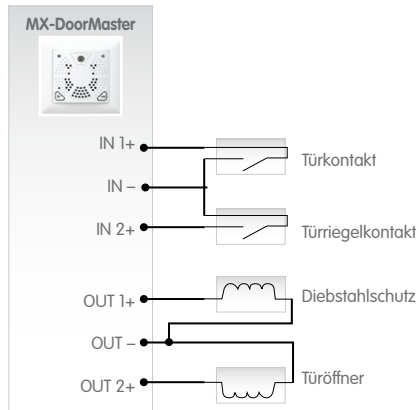 MX-DoorMaster
IN 1+
Türkontakt
IN –
IN 2+
Türriegelkontakt
OUT 1+
Diebstahlschutz
OUT –
OUT 2+
Türöffner